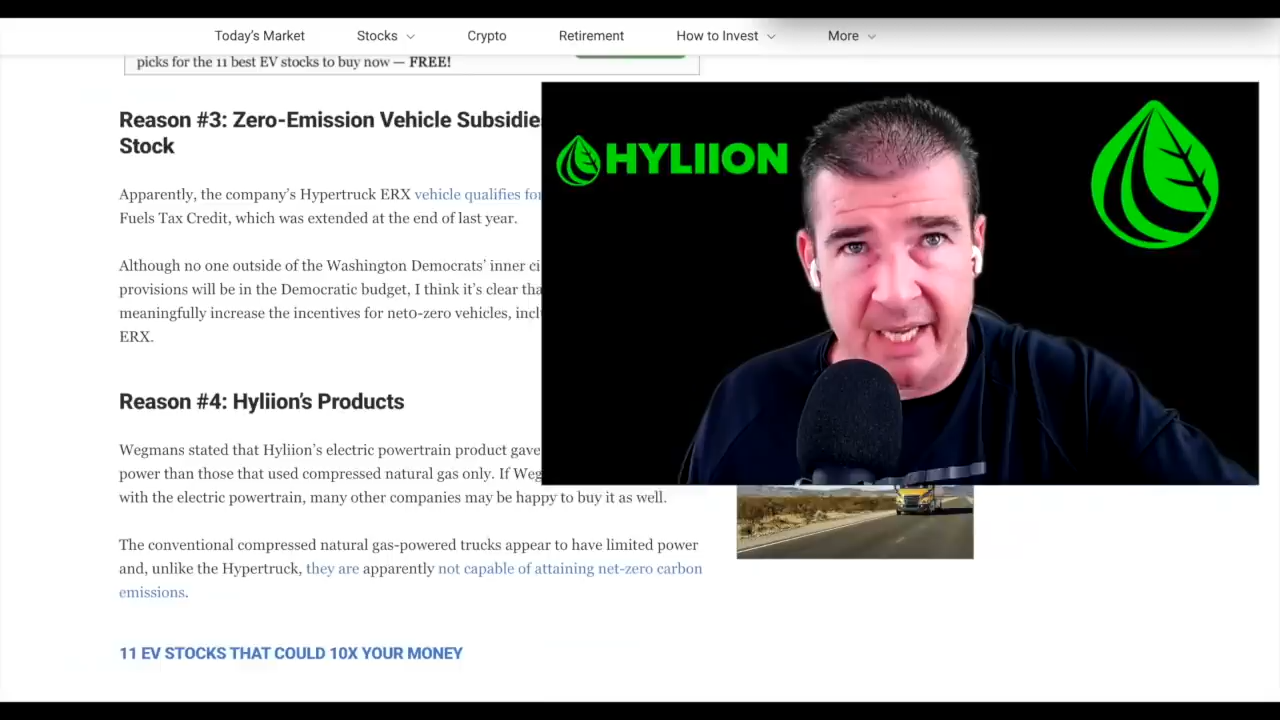 Today's Market
Stocks
Crypto
Retirement
How to Invest
More
picks for the 11 best EV stocks to buy now — FREE!
Reason #3: Zero-Emission Vehicle Subsidie
Stock
Apparently, the company's Hypertruck ERX vehicle qualifies for
Fuels Tax Credit, which was extended at the end of last year.
Although no one outside of the Washington Democrats' inner ci
provisions will be in the Democratic budget, I think it's clear tha
meaningfully increase the incentives for net0-zero vehicles, incl
ERX.
Reason #4: Hyliion's Products
Wegmans stated that Hyliion's electric powertrain product gave
power than those that used compressed natural gas only. If Weg
with the electric powertrain, many other companies may be happy to buy it as well.
The conventional compressed natural gas-powered trucks appear to have limited power
and, unlike the Hypertruck, they are apparently not capable of attaining net-zero carbon
emissions.
11 EV STOCKS THAT COULD 10X YOUR MONEY
HYLIION